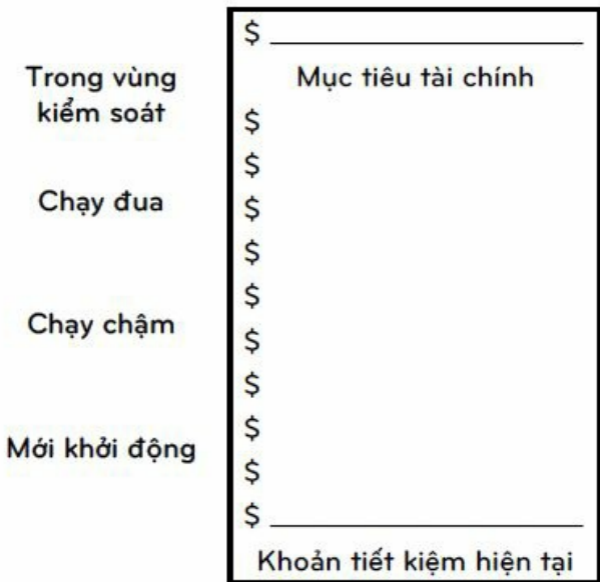 $
Trong vùng
kiểm soát
Mục tiêu tài chính
$
$
Chạy đua
$
$
$
Chạy chậm
$
$
Mới khởi động
$
$
$
Khoản tiết kiệm hiện tại